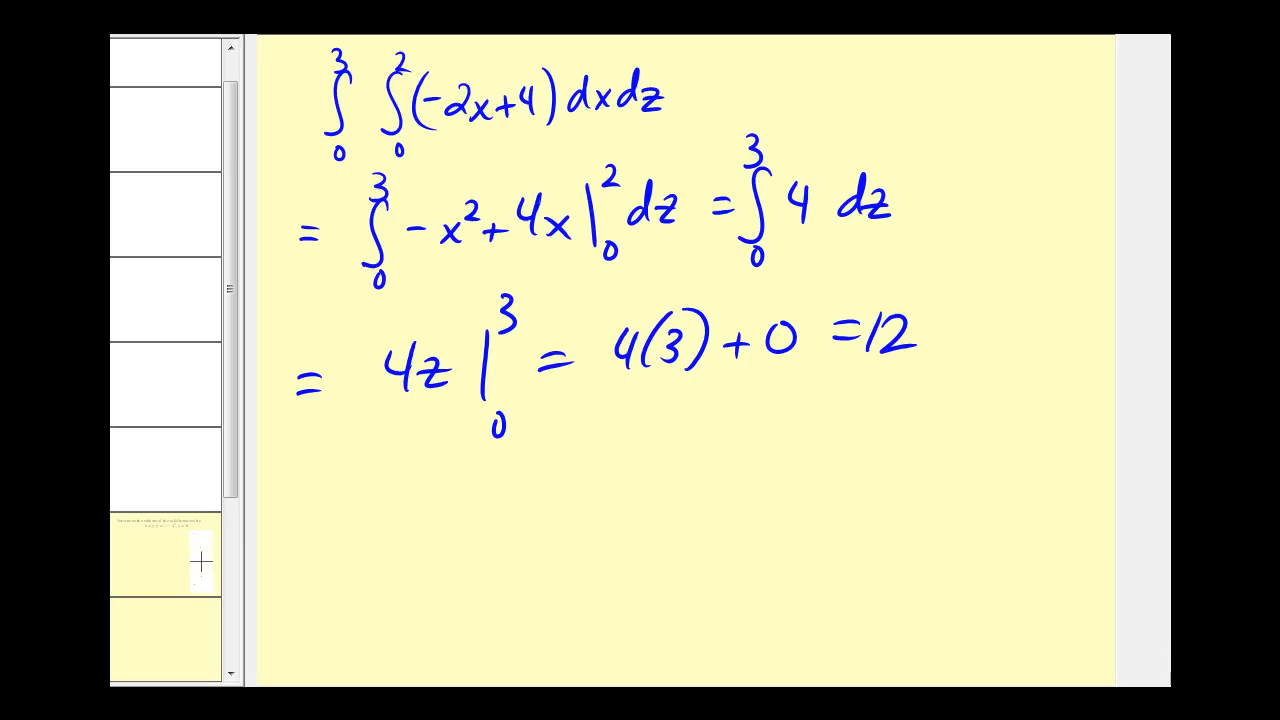 ∫₀³ ∫₀² (-2x+4) dx dz
= ∫₀³ -x²+4x |₀² dz = ∫₀³ 4 dz
= 4z |₀³ = 4(3) + 0 = 12